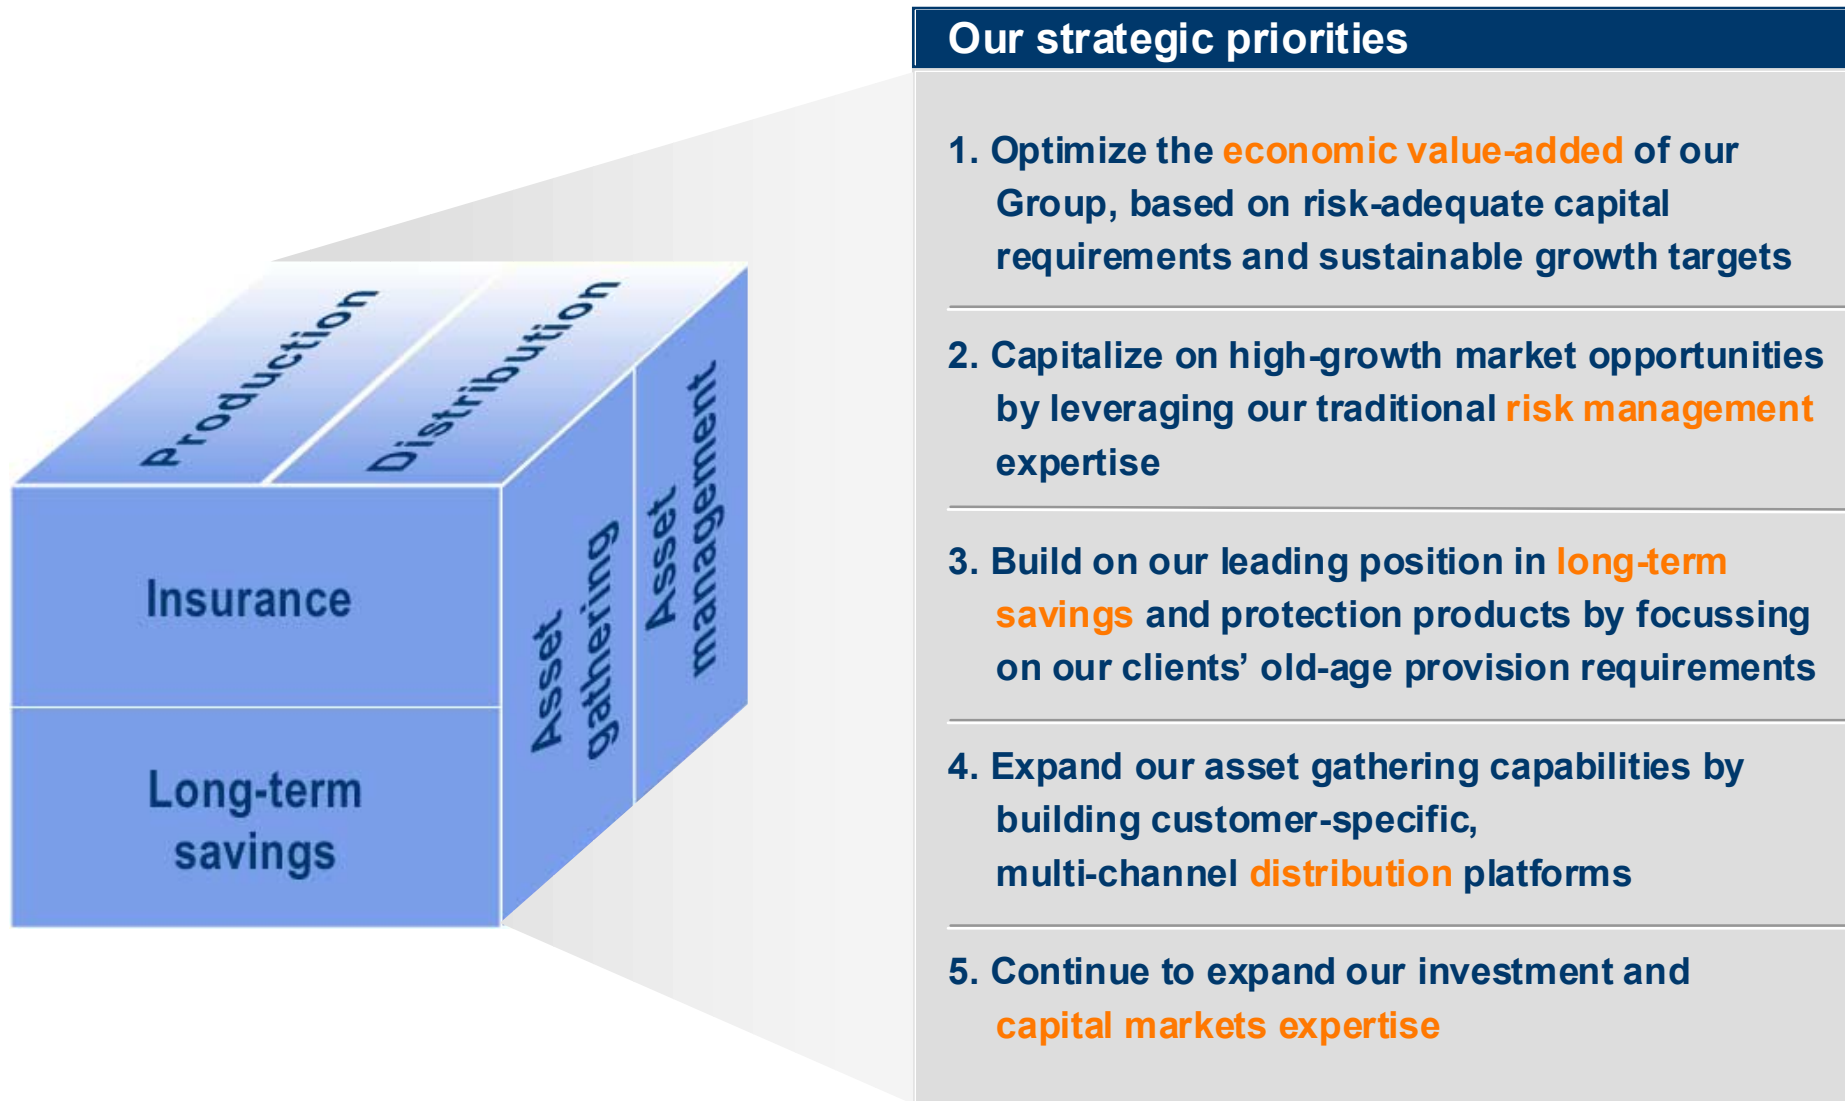 Our strategic priorities
1. Optimize the economic value-added of our
Group, based on risk-adequate capital
requirements and sustainable growth targets
2. Capitalize on high-growth market opportunities
by leveraging our traditional risk management
expertise
3. Build on our leading position in long-term
savings and protection products by focussing
on our clients’ old-age provision requirements
4. Expand our asset gathering capabilities by
building customer-specific,
multi-channel distribution platforms
5. Continue to expand our investment and
capital markets expertise
Production
Distribution
Insurance
Long-term
savings
Asset
gathering
Asset
management